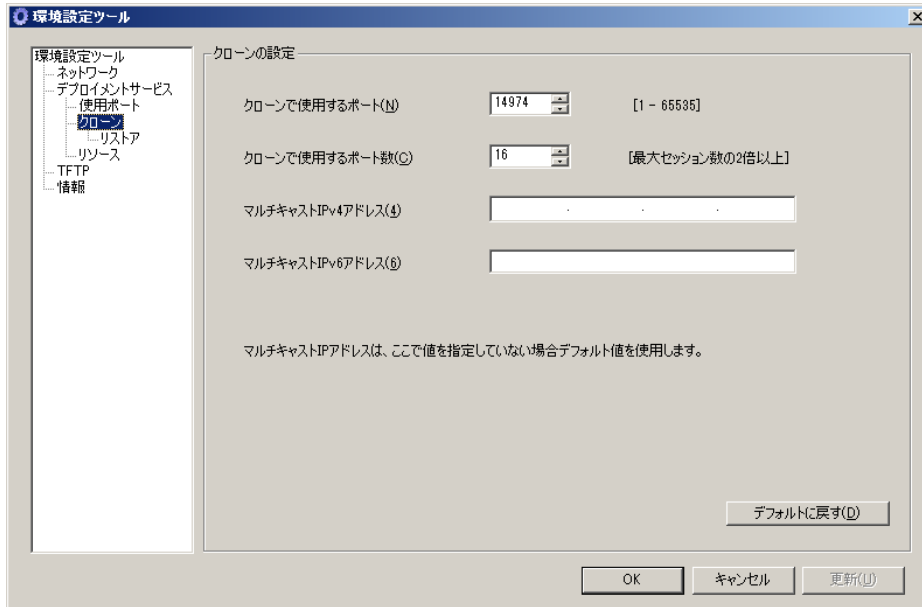 環境設定ツール
環境設定ツール
ネットワーク
デプロイメントサービス
使用ポート
クローン
リストア
リソース
TFTP
情報
クローンの設定
クローンで使用するポート(N) 14974 [1 - 65535]
クローンで使用するポート数(C) 16 [最大セッション数の2倍以上]
マルチキャストIPv4アドレス(4) . . .
マルチキャストIPv6アドレス(6)
マルチキャストIPアドレスは、ここで値を指定していない場合デフォルト値を使用します。
デフォルトに戻す(D)
OK キャンセル 更新(U)